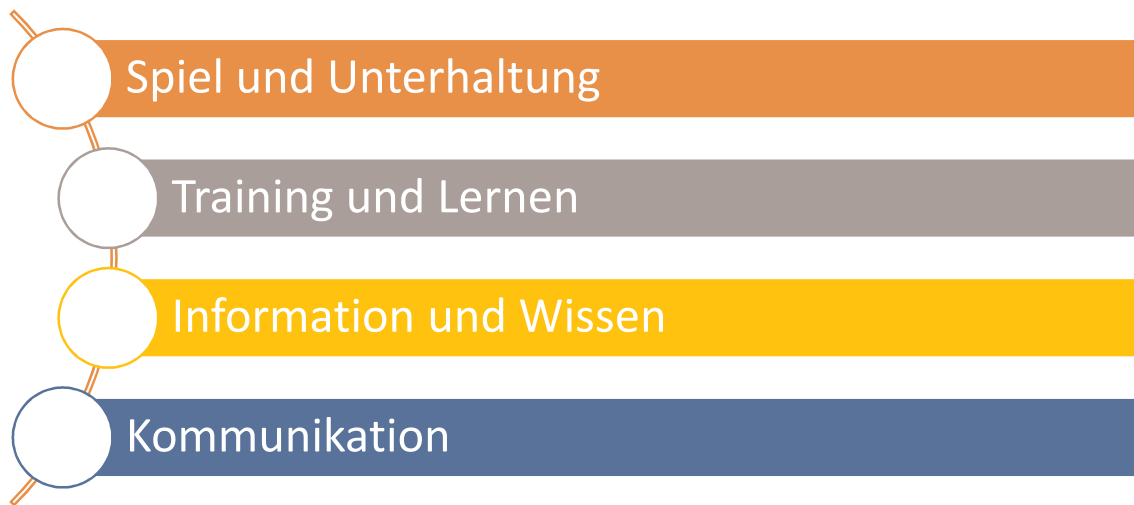 Spiel und Unterhaltung
Training und Lernen
Information und Wissen
Kommunikation